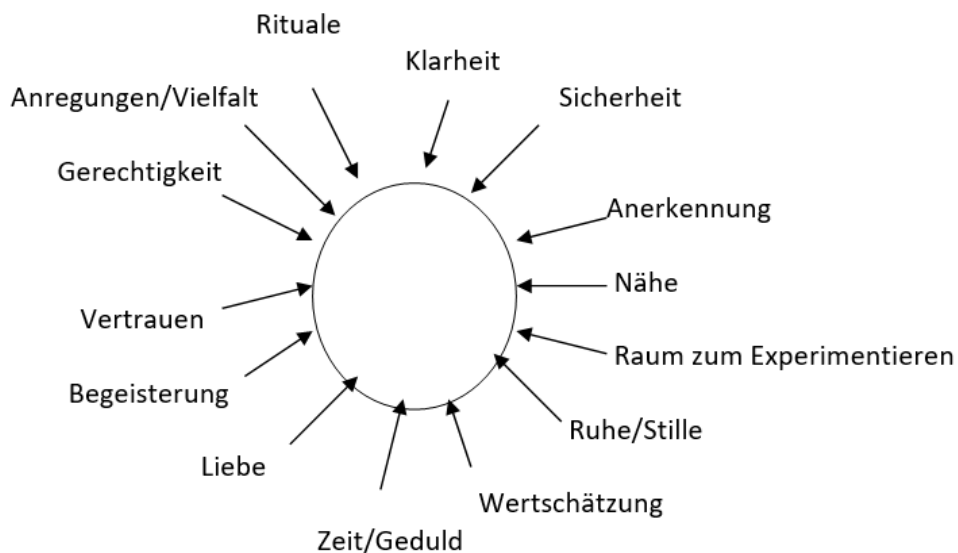 Rituale
Klarheit
Anregungen/Vielfalt
Sicherheit
Gerechtigkeit
Anerkennung
Nähe
Vertrauen
Raum zum Experimentieren
Begeisterung
Ruhe/Stille
Liebe
Wertschätzung
Zeit/Geduld